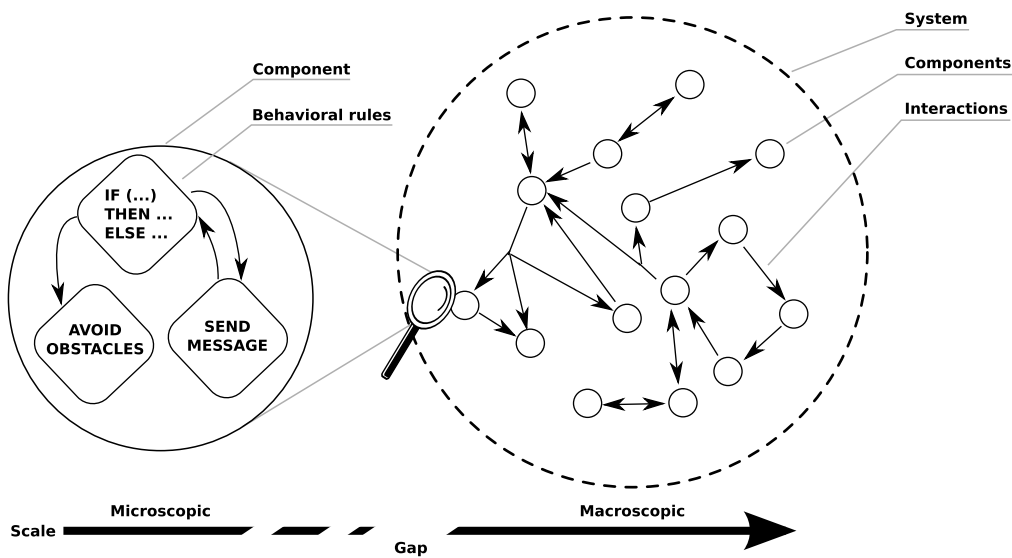 System
Components
Interactions
Component
Behavioral rules
IF (...)
THEN ...
ELSE ...
AVOID
OBSTACLES
SEND
MESSAGE
Microscopic
Macroscopic
Scale
Gap